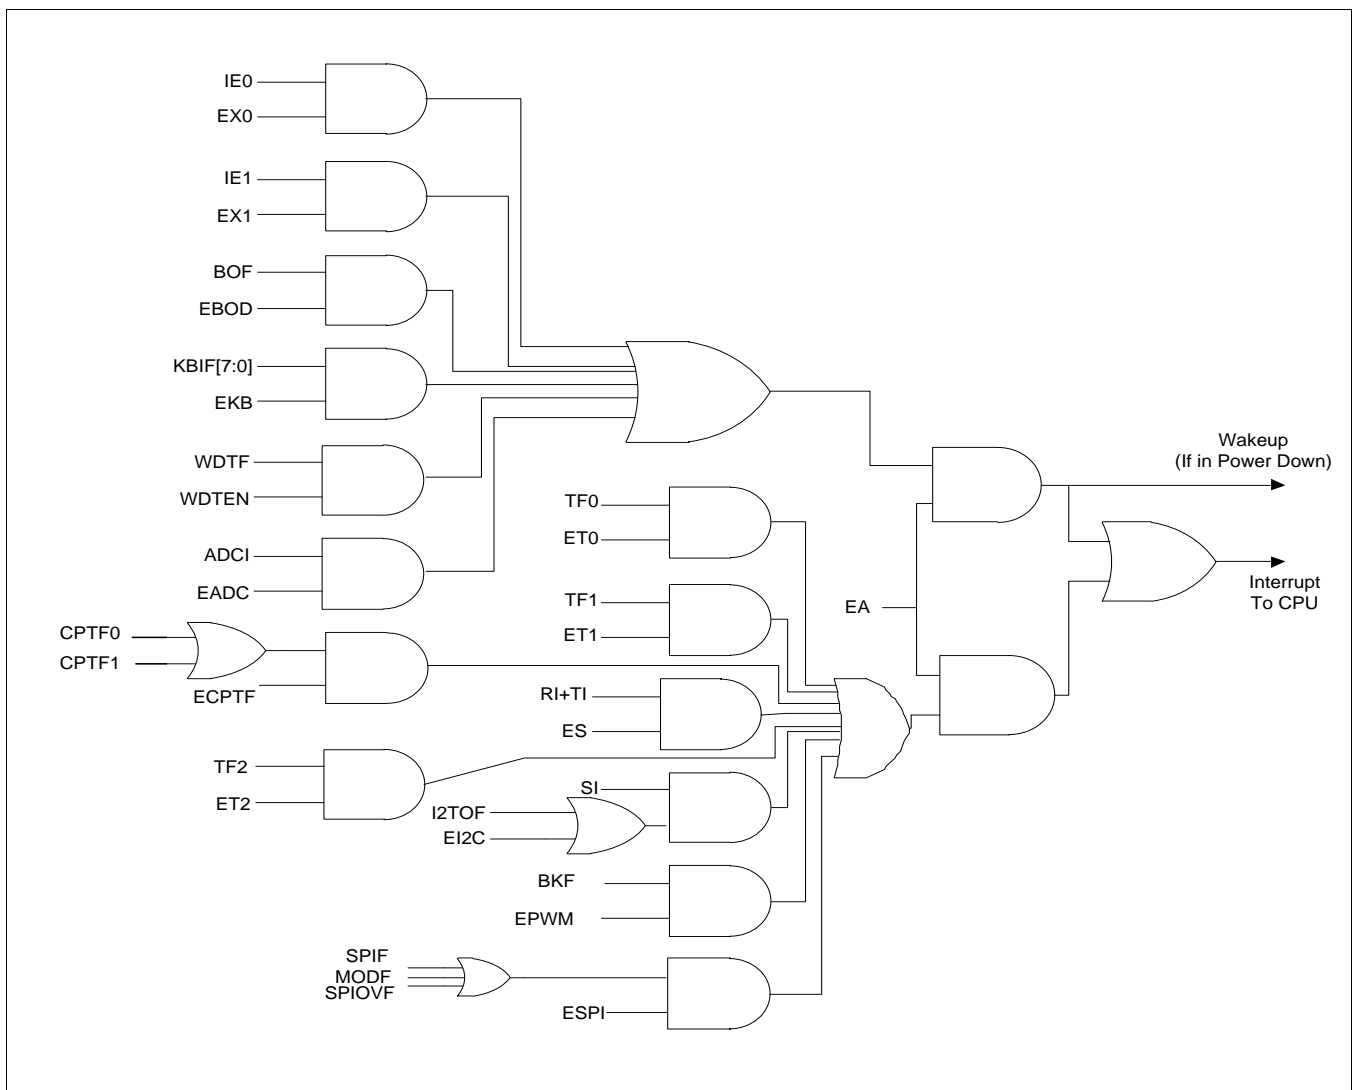 IE0
EX0
IE1
EX1
BOF
EBOD
KBIF[7:0]
EKB
WDTF
WDTEN
ADCI
EADC
CPTF0
CPTF1
ECPTF
TF2
ET2
TF0
ET0
TF1
ET1
RI+TI
ES
SI
I2TOF
EI2C
BKF
EPWM
SPIF
MODF
SPIOVF
ESPI
EA
Wakeup
(If in Power Down)
Interrupt
To CPU